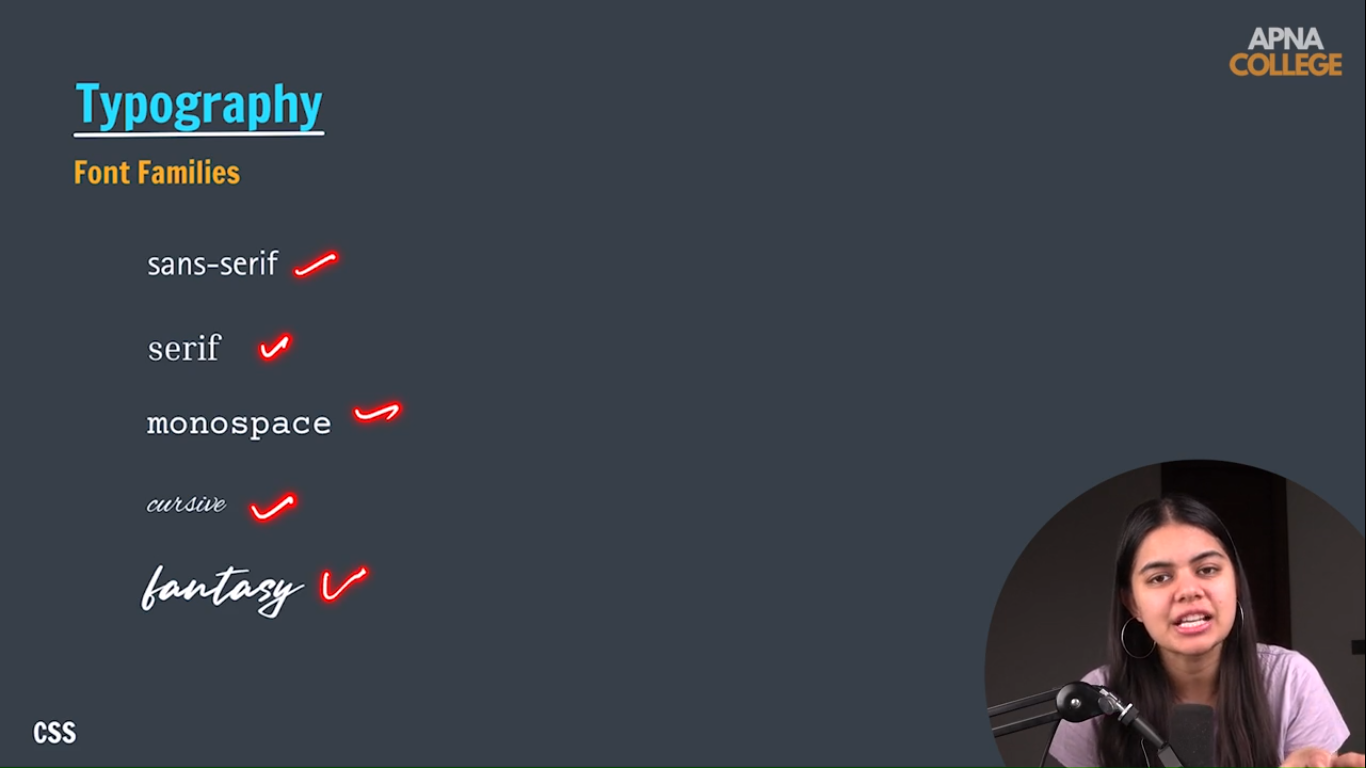 APNA
COLLEGE
Typography
Font Families
sans-serif
serif
monospace
cursive
fantasy
CSS